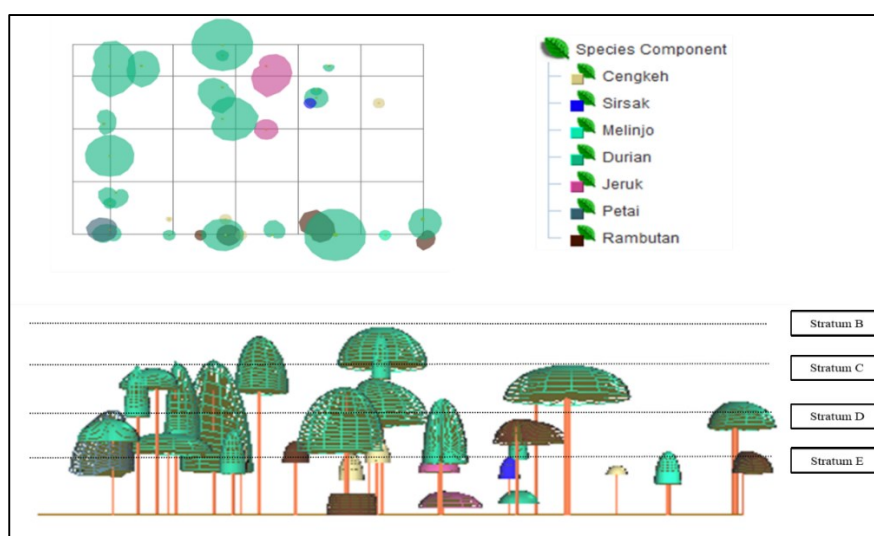 Species Component
Cengkeh
Sirsak
Melinjo
Durian
Jeruk
Petai
Rambutan
Stratum B
Stratum C
Stratum D
Stratum E